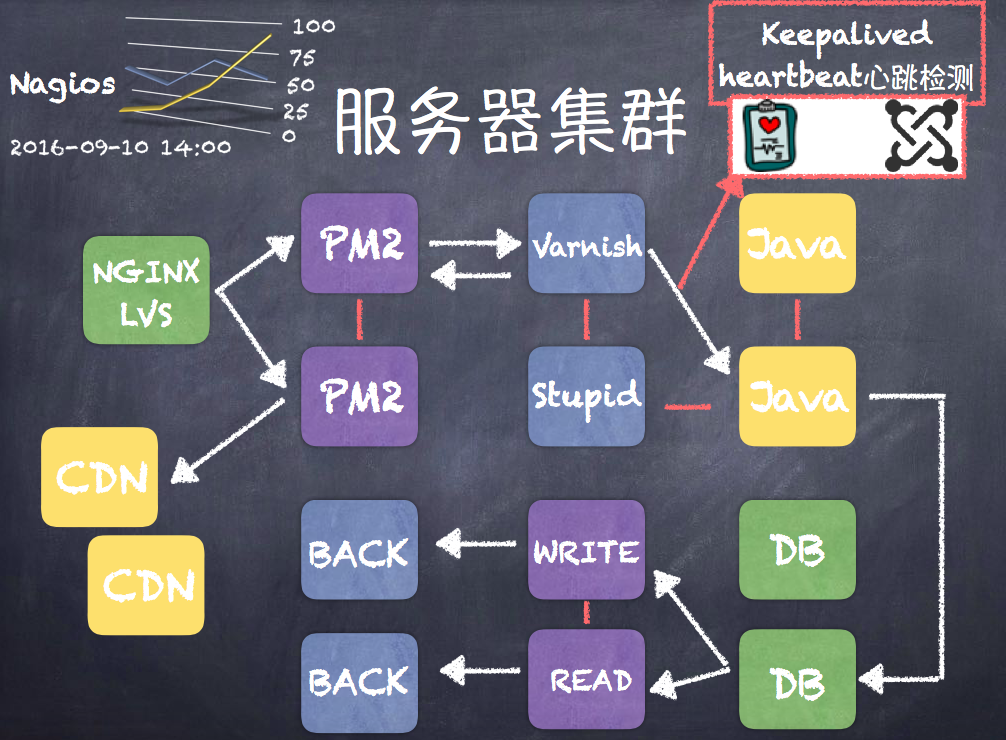 100
75
50
25
0
Nagios
2016-09-10 14:00
服务器集群
Keepalived
heartbeat心跳检测
NGINX
LVS
PM2
Varnish
Java
PM2
Stupid
Java
CDN
CDN
BACK
WRITE
DB
BACK
READ
DB